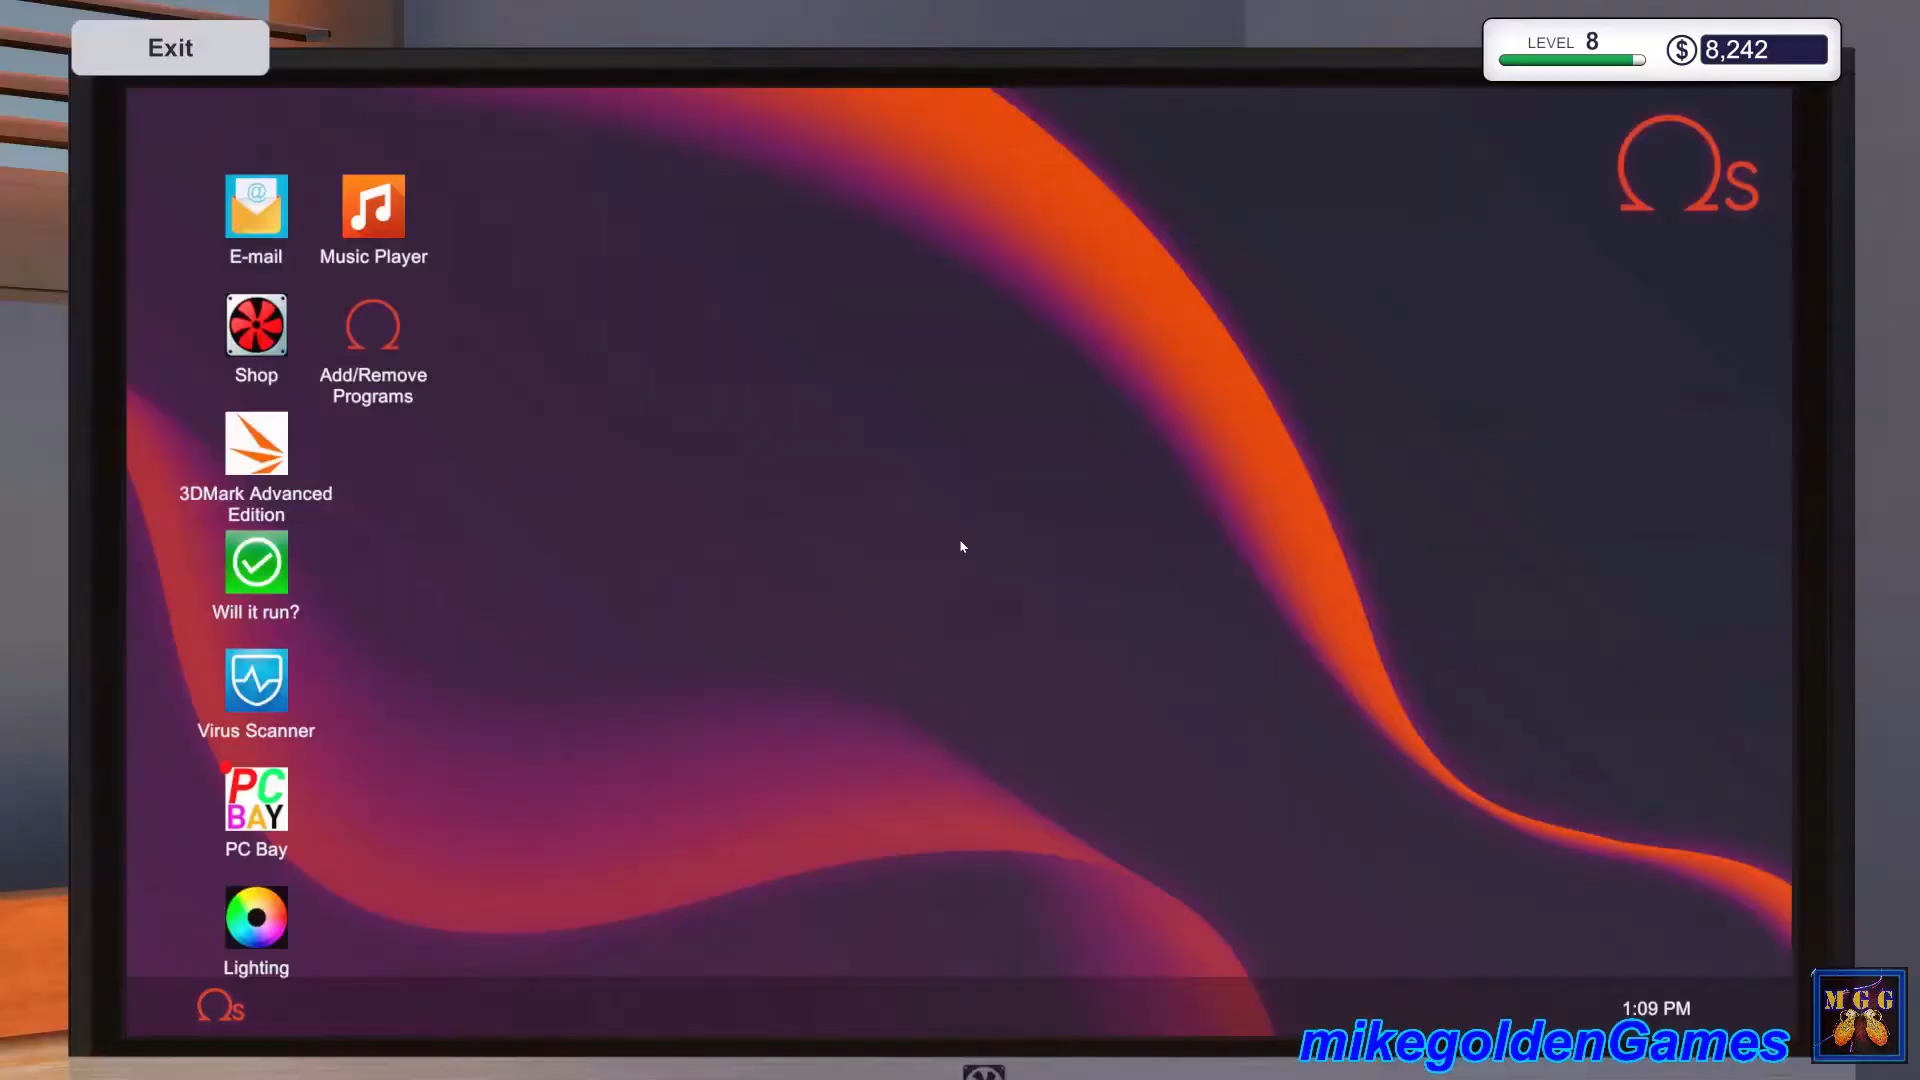 Exit
LEVEL 8
$ 8,242
Ωs
E-mail
Music Player
Shop
Add/Remove
Programs
3DMark Advanced
Edition
Will it run?
Virus Scanner
PC
BAY
PC Bay
Lighting
Ωs
1:09 PM
mikegoldenGames
MGG